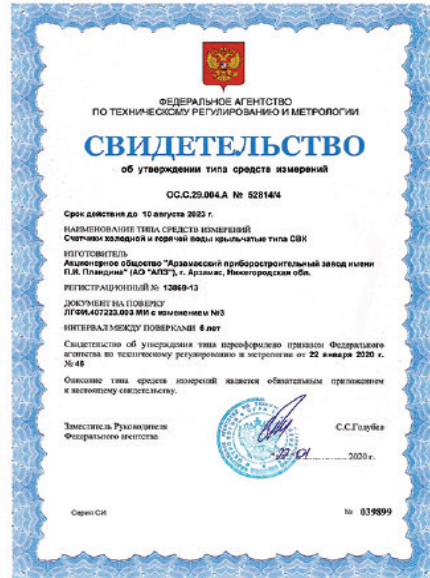 ФЕДЕРАЛЬНОЕ АГЕНТСТВО
ПО ТЕХНИЧЕСКОМУ РЕГУЛИРОВАНИЮ И МЕТРОЛОГИИ
СВИДЕТЕЛЬСТВО
об утверждении типа средств измерений
ОС.С.29.004.А № 52814/4
Срок действия до 10 августа 2023 г.
НАИМЕНОВАНИЕ ТИПА СРЕДСТВ ИЗМЕРЕНИЙ
Счетчики холодной и горячей воды крыльчатые типа СВК
ИЗГОТОВИТЕЛЬ
Акционерное общество "Арзамасский приборостроительный завод имени
П.И. Пландина" (АО "АПЗ"), г. Арзамас, Нижегородская обл.
РЕГИСТРАЦИОННЫЙ № 13869-13
ДОКУМЕНТ НА ПОВЕРКУ
ЛГФИ.407223.003 МИ с изменением №3
ИНТЕРВАЛ МЕЖДУ ПОВЕРКАМИ 6 лет
Свидетельство об утверждении типа переоформлено приказом Федерального
агентства по техническому регулированию и метрологии от 22 января 2020 г.
№ 46
Описание типа средств измерений является обязательным приложением
к настоящему свидетельству.
Заместитель Руководителя
Федерального агентства
С.С.Голубев
22 01 2020 г.
Серия СИ
№ 039899